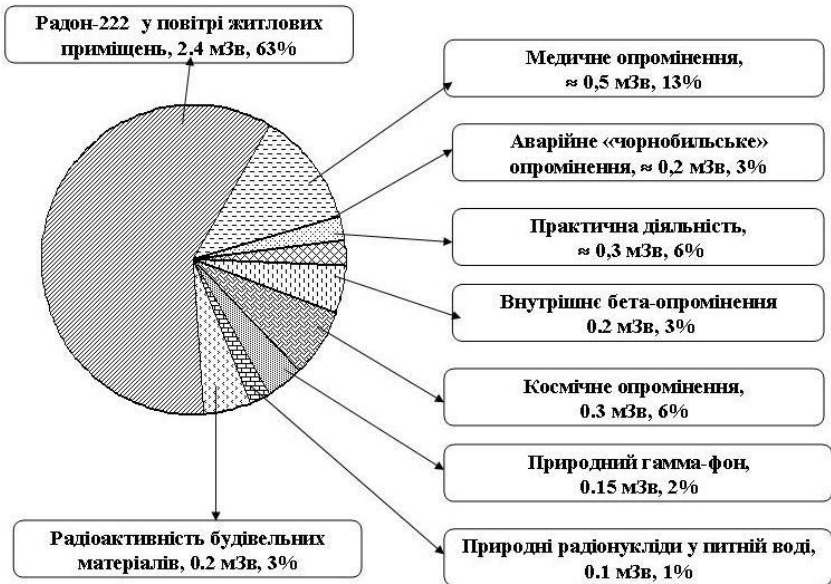 Радон-222 у повітрі житлових
приміщень, 2.4 мЗв, 63%
Медичне опромінення,
≈ 0,5 мЗв, 13%
Аварійне «чорнобильське»
опромінення, ≈ 0,2 мЗв, 3%
Практична діяльність,
≈ 0,3 мЗв, 6%
Внутрішнє бета-опромінення
0.2 мЗв, 3%
Космічне опромінення,
0.3 мЗв, 6%
Природний гамма-фон,
0.15 мЗв, 2%
Природні радіонукліди у питній воді,
0.1 мЗв, 1%
Радіоактивність будівельних
матеріалів, 0.2 мЗв, 3%